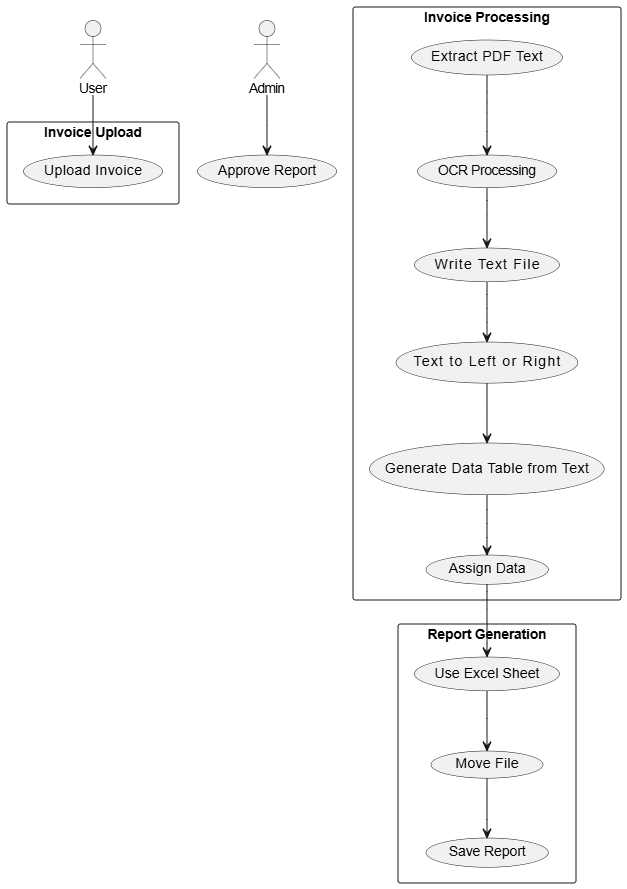 User
Invoice Upload
Upload Invoice
Admin
Approve Report
Invoice Processing
Extract PDF Text
OCR Processing
Write Text File
Text to Left or Right
Generate Data Table from Text
Assign Data
Report Generation
Use Excel Sheet
Move File
Save Report